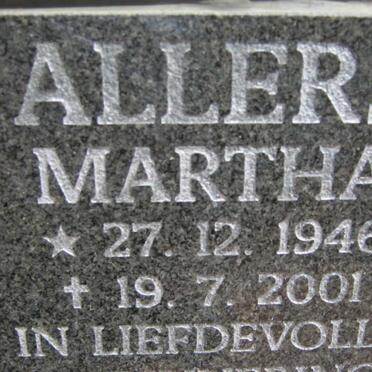 ALLER
MARTHA
★ 27. 12. 1946
✝ 19. 7. 2001
IN LIEFDEVOLL